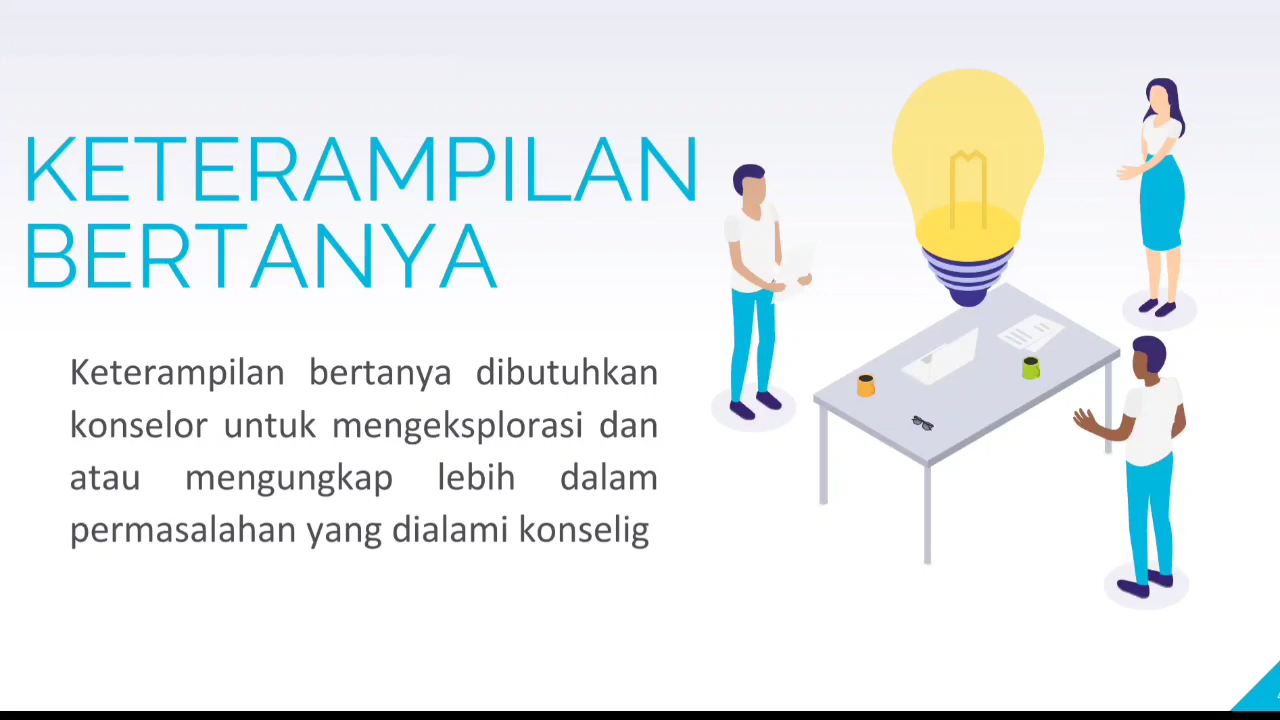 KETERAMPILAN
BERTANYA
Keterampilan bertanya dibutuhkan
konselor untuk mengeksplorasi dan
atau mengungkap lebih dalam
permasalahan yang dialami konselig